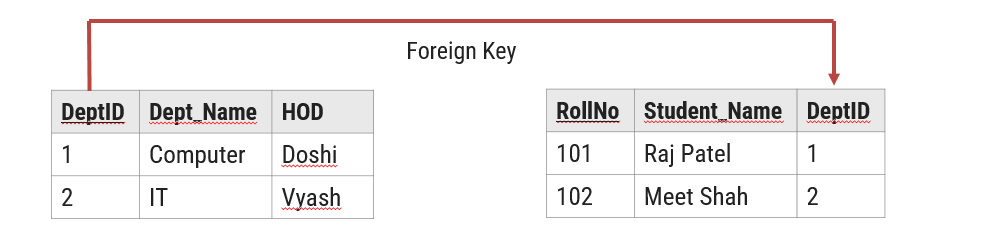 Foreign Key
DeptID Dept_Name HOD
1 Computer Doshi
2 IT Vyash
RollNo Student_Name DeptID
101 Raj Patel 1
102 Meet Shah 2